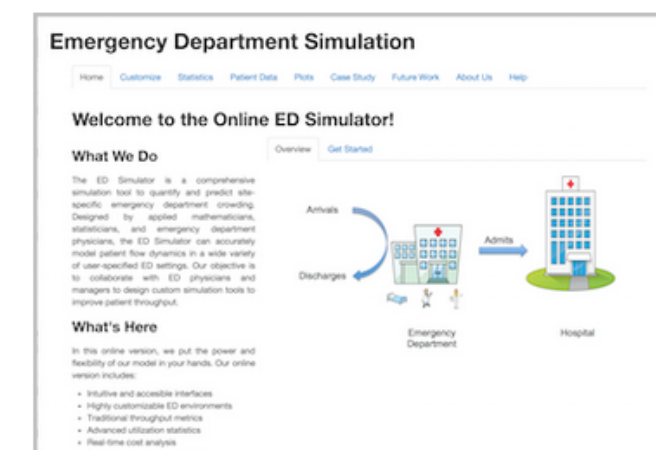 Emergency Department Simulation
Home Customize Statistics Patient Data Plots Case Study Future Work About Us Help
Welcome to the Online ED Simulator!
What We Do
The ED Simulator is a comprehensive
simulation tool to quantify and predict site-
specific emergency department crowding.
Designed by applied mathematicians,
statisticians, and emergency department
physicians, the ED Simulator can accurately
model patient flow dynamics in a wide variety
of user-specified ED settings. Our objective is
to collaborate with ED physicians and
managers to design custom simulation tools to
improve patient throughput.
What's Here
In this online version, we put the power and
flexibility of our model in your hands. Our online
version includes:
• Intuitive and accesible interfaces
• Highly customizable ED environments
• Traditional throughput metrics
• Advanced utilization statistics
• Real-time cost analysis
Overview Get Started
Arrivals
Discharges
Admits
Emergency
Department
Hospital